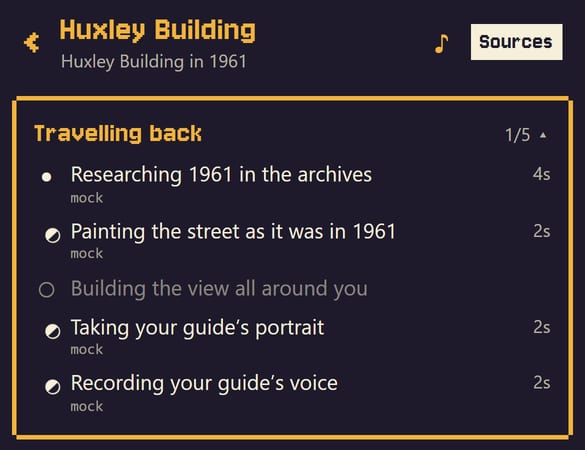 Huxley Building
Huxley Building in 1961
Sources
Travelling back
1/5
Researching 1961 in the archives
4s
mock
Painting the street as it was in 1961
2s
mock
Building the view all around you
Taking your guide’s portrait
2s
mock
Recording your guide’s voice
2s
mock